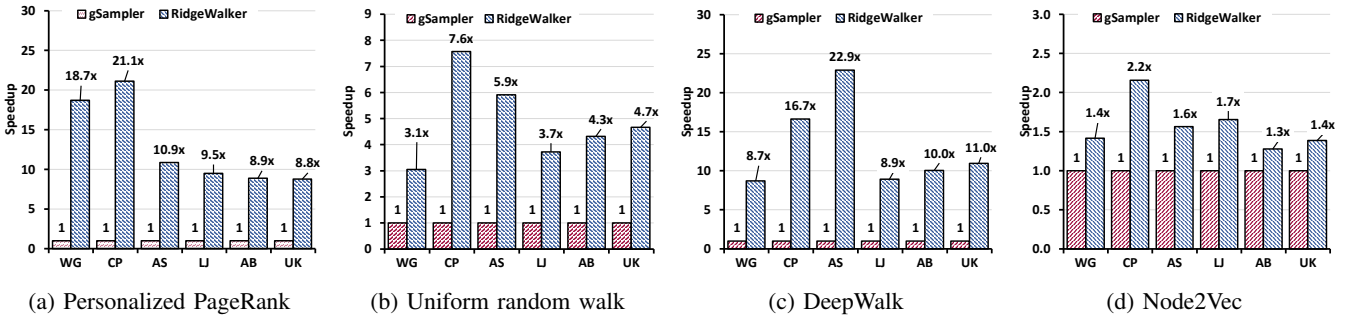 gSampler RidgeWalker
Speedup
30
25
20
15
10
5
0
18.7x
21.1x
10.9x
9.5x
8.9x
8.8x
1 1 1 1 1 1
WG CP AS LJ AB UK
(a) Personalized PageRank
gSampler RidgeWalker
Speedup
9
8
7
6
5
4
3
2
1
0
3.1x
7.6x
5.9x
3.7x
4.3x
4.7x
1 1 1 1 1 1
WG CP AS LJ AB UK
(b) Uniform random walk
gSampler RidgeWalker
Speedup
30
25
20
15
10
5
0
8.7x
16.7x
22.9x
8.9x
10.0x
11.0x
1 1 1 1 1 1
WG CP AS LJ AB UK
(c) DeepWalk
gSampler RidgeWalker
Speedup
3.0
2.5
2.0
1.5
1.0
0.5
0.0
1.4x
2.2x
1.6x
1.7x
1.3x
1.4x
1 1 1 1 1 1
WG CP AS LJ AB UK
(d) Node2Vec